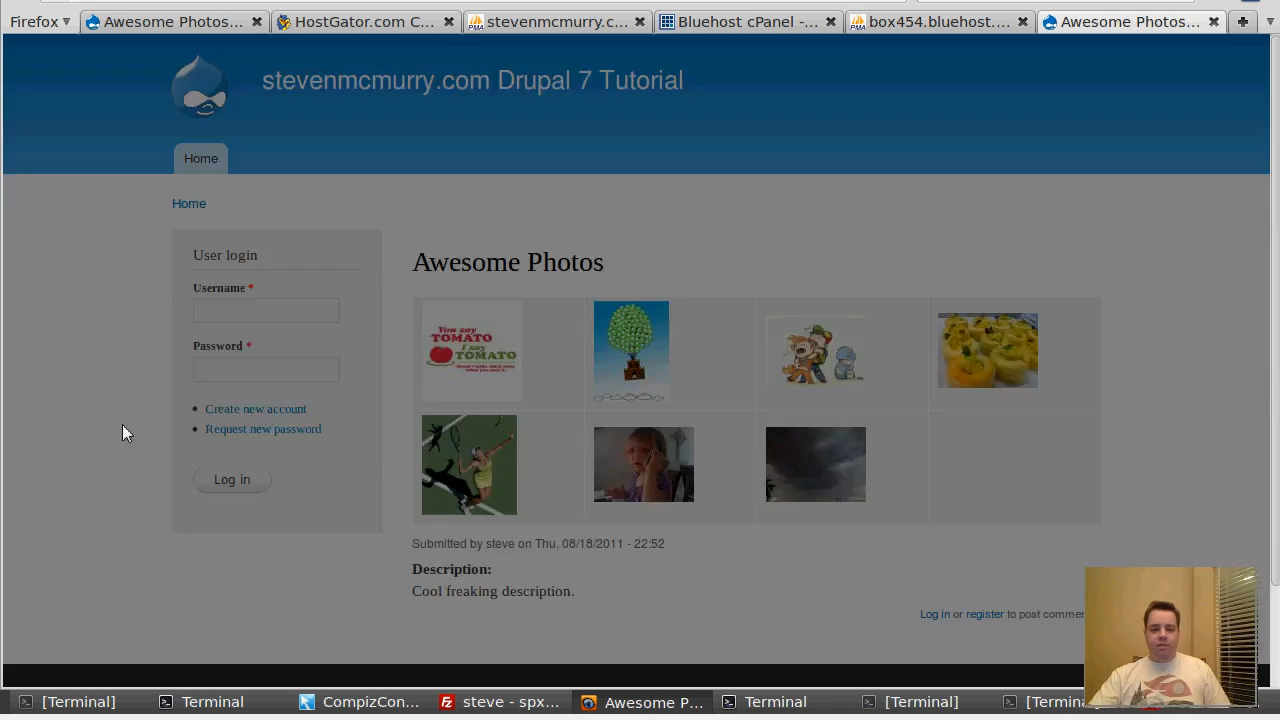 Firefox
Awesome Photos...
HostGator.com C...
stevenmcmurry.c...
Bluehost cPanel -...
box454.bluehost....
Awesome Photos...
stevenmcmurry.com Drupal 7 Tutorial
Home
Home
User login
Username *
Password *
Create new account
Request new password
Log in
Awesome Photos
You say
TOMATO
I say
TOMATO
Submitted by steve on Thu, 08/18/2011 - 22:52
Description:
Cool freaking description.
Log in or register to post comme
[Terminal]
Terminal
CompizCon...
steve - spx...
Awesome P...
Terminal
[Terminal]
[Termin